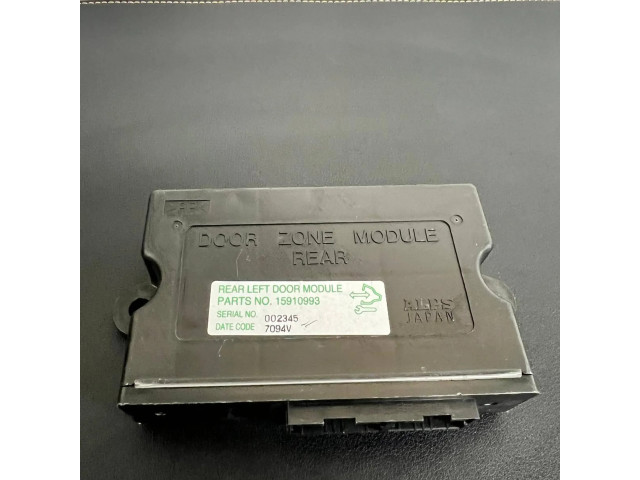 DOOR ZONE MODULE
REAR
REAR LEFT DOOR MODULE
PARTS NO. 15910993
SERIAL NO. 002345
DATE CODE 7094V
ALPS
JAPAN